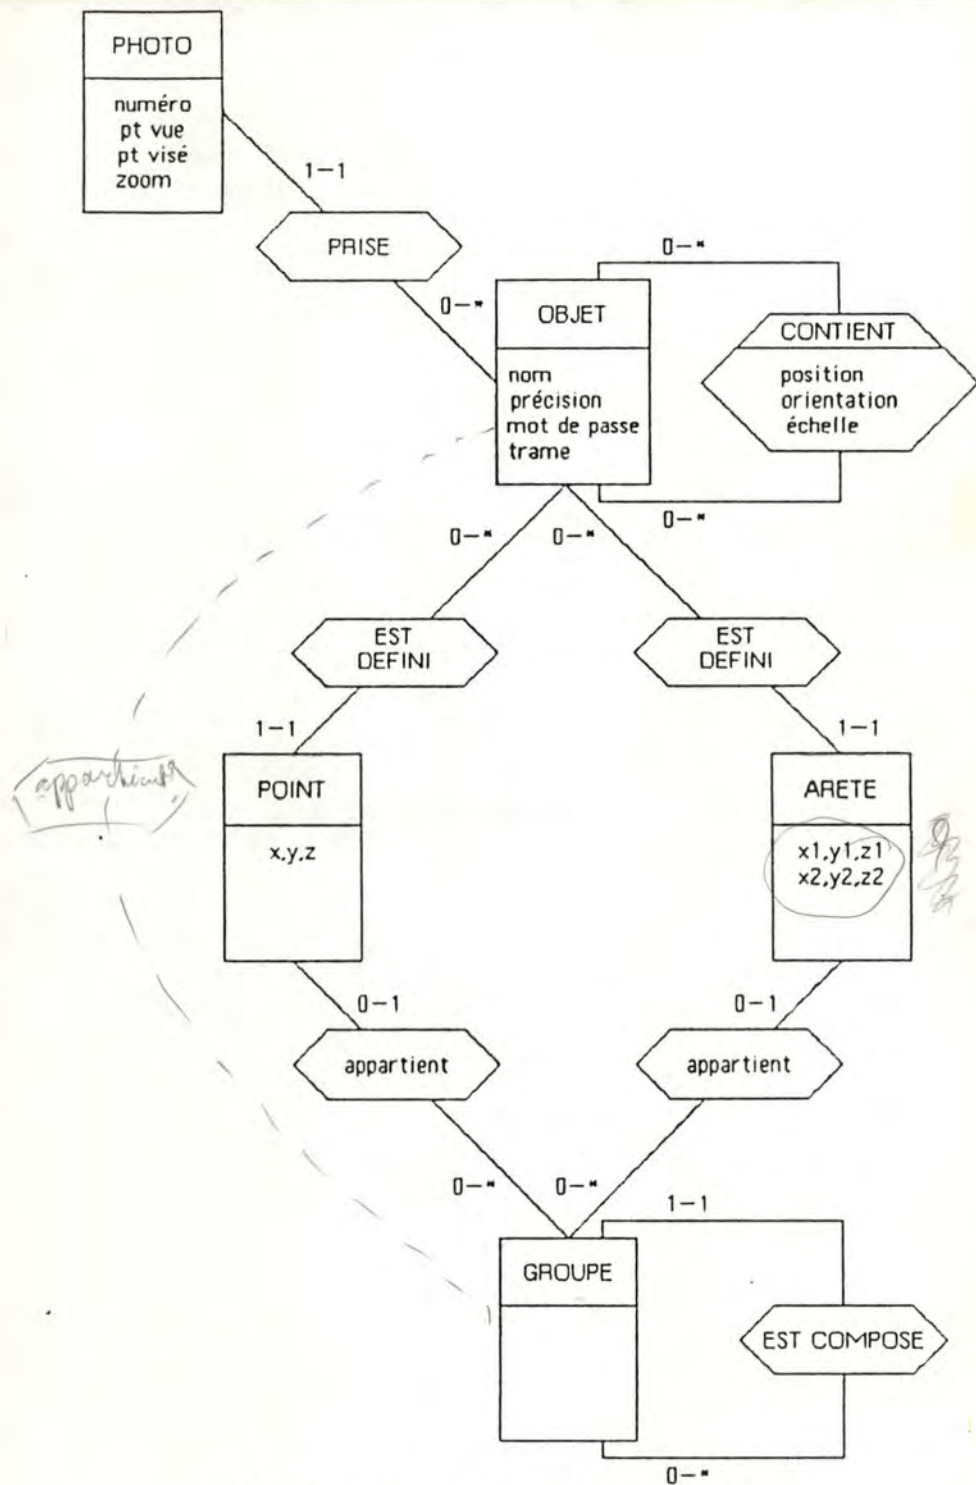 PHOTO
numéro
pt vue
pt visé
zoom
1-1
PRISE
0-*
0-*
OBJET
nom
précision
mot de passe
trame
CONTIENT
position
orientation
échelle
0-*
0-* 0-*
EST
DEFINI
EST
DEFINI
1-1 1-1
appartient
POINT
x,y,z
ARETE
x1,y1,z1
x2,y2,z2
0-1 0-1
appartient appartient
0-* 0-*
1-1
GROUPE
EST COMPOSE
0-*